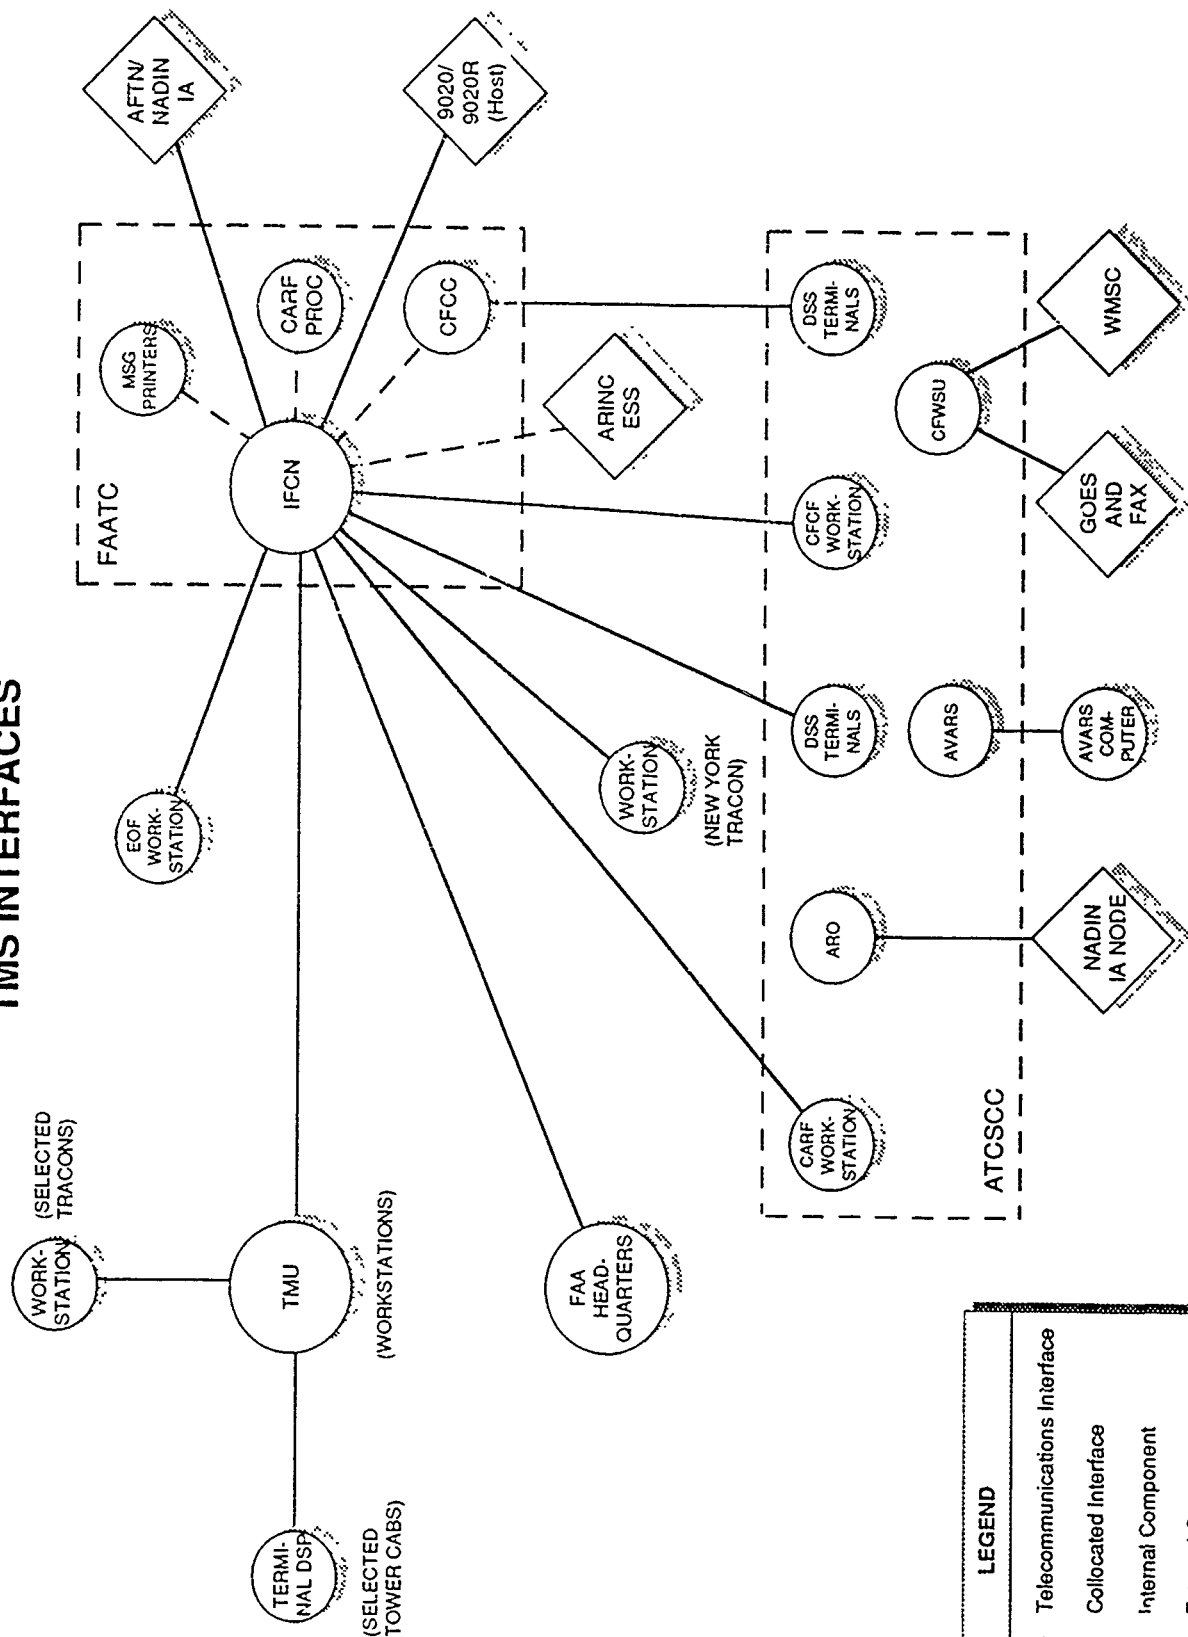 TMS INTERFACES
WORK-
STATION
(SELECTED
TRACONS)
TERMI-
NAL DSP
(SELECTED
TOWER CABS)
TMU
(WORKSTATIONS)
EOF
WORK-
STATION
FAA
HEAD-
QUARTERS
FAATC
MSG
PRINTERS
IFCN
CARF
PROC
CFCC
AFTN/
NADIN
IA
9020/
9020R
(Host)
ARINC
ESS
WORK-
STATION
(NEW YORK
TRACON)
CARF
WORK-
STATION
ARO
DSS
TERMI-
NALS
CFCF
WORK-
STATION
DSS
TERMI-
NALS
AVARS
CFWSU
ATCSCC
NADIN
IA NODE
AVARS
COM-
PUTER
GOES
AND
FAX
WMSC
LEGEND
Telecommunications Interface
Collocated Interface
Internal Component